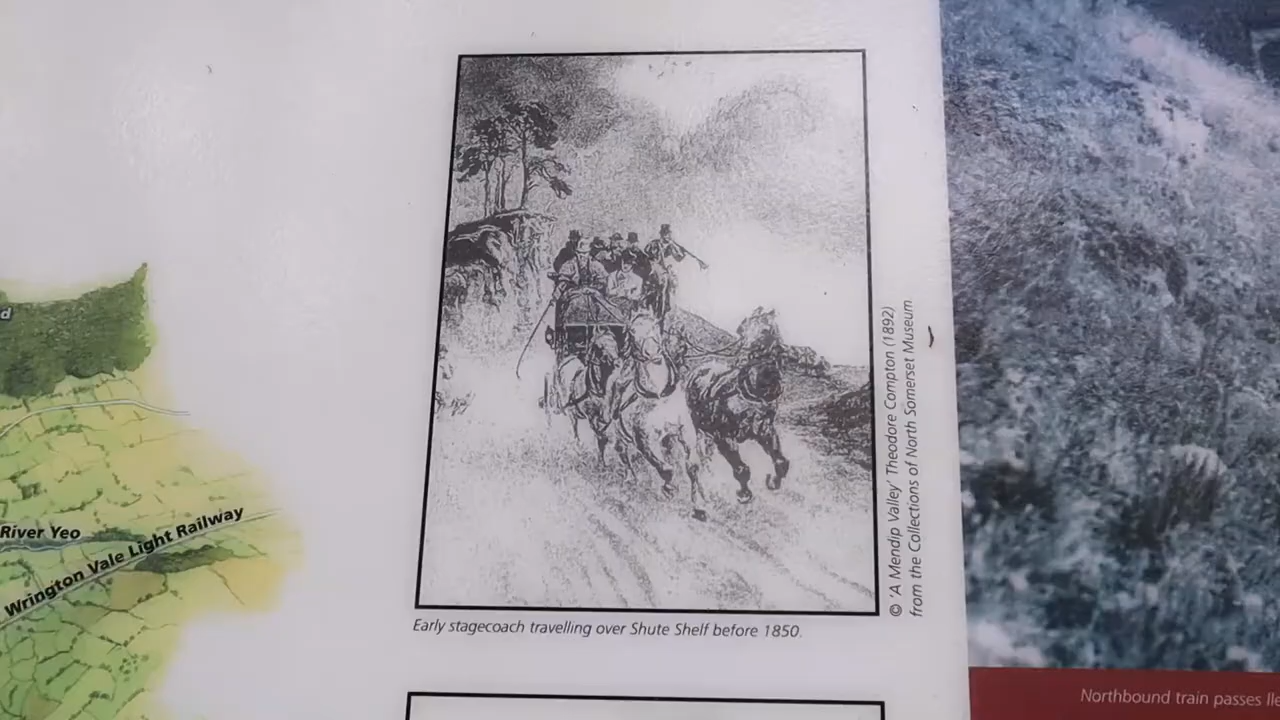 d
River Yeo
Wrington Vale Light Railway
Early stagecoach travelling over Shute Shelf before 1850.
© 'A Mendip Valley' Theodore Compton (1892)
from the Collections of North Somerset Museum
Northbound train passes